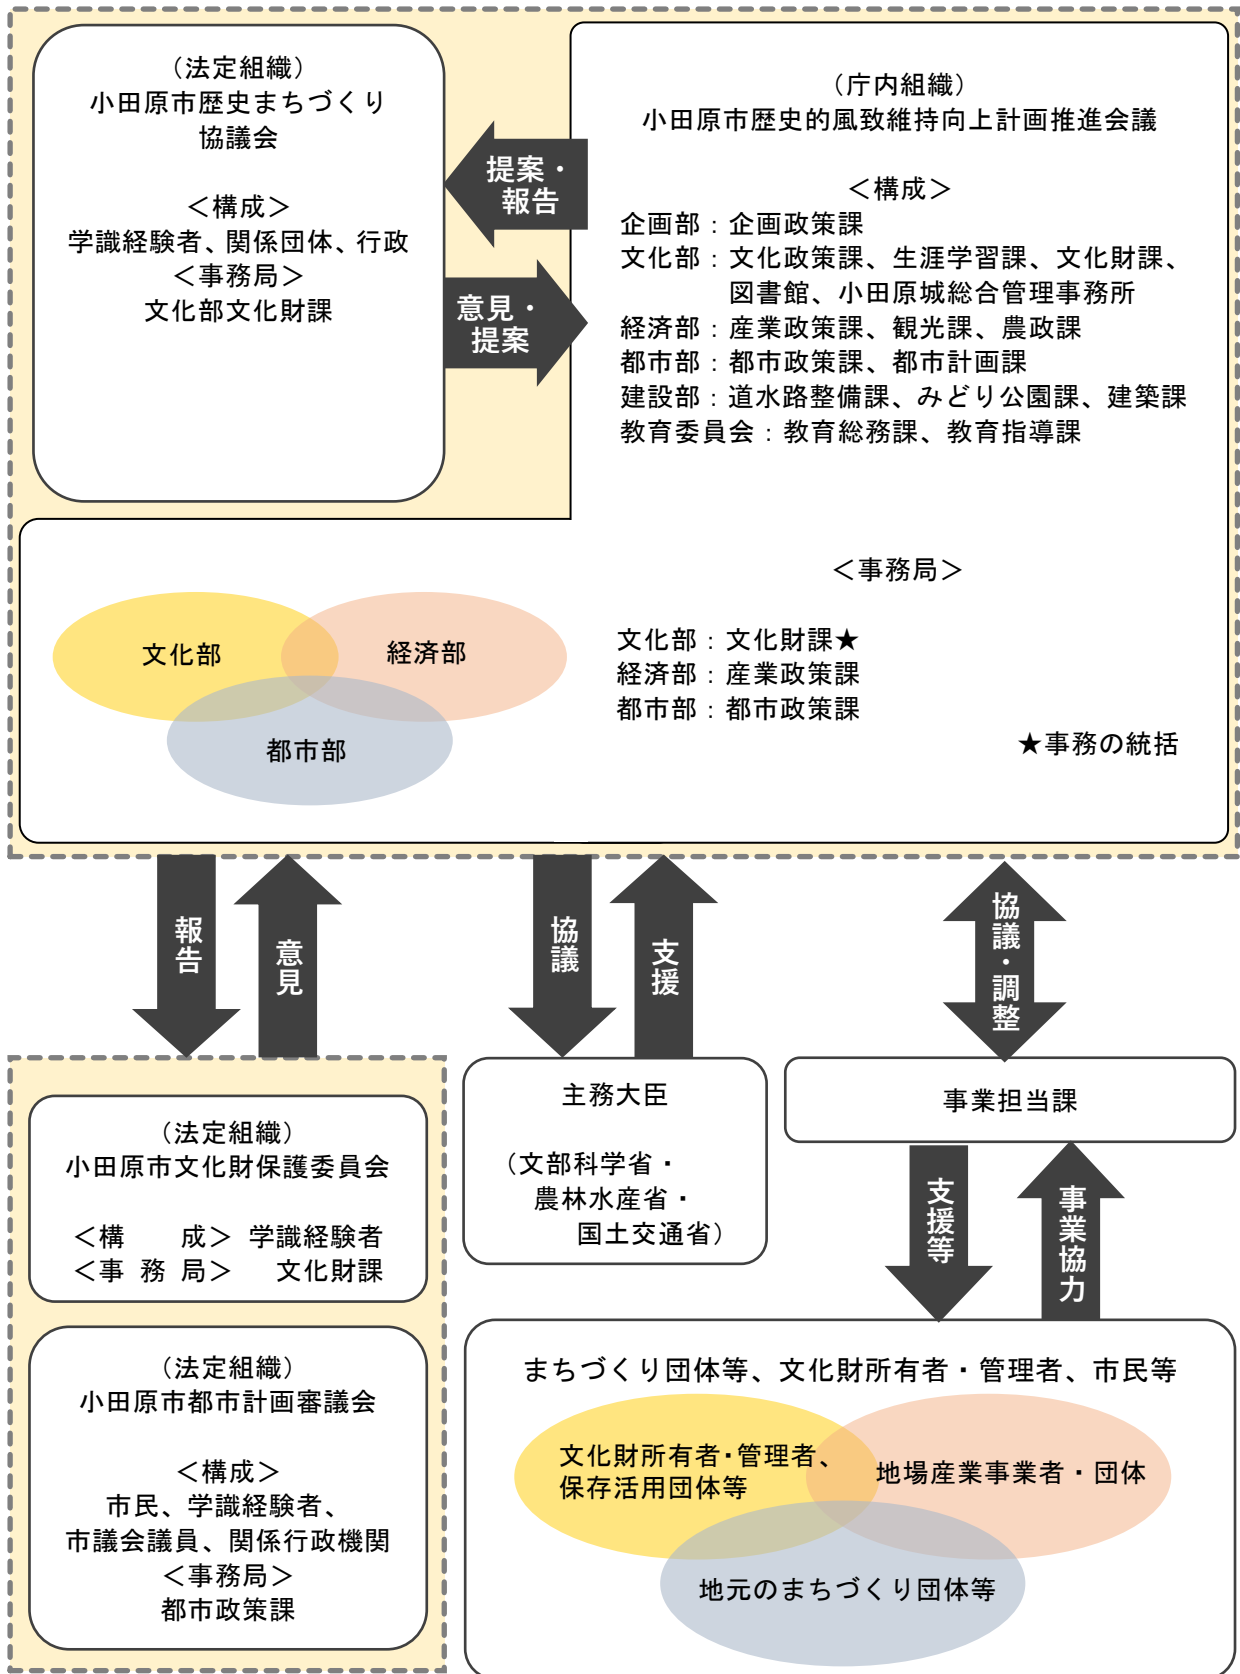 （法定組織）
小田原市歴史まちづくり
協議会
＜構成＞
学識経験者、関係団体、行政
＜事務局＞
文化部文化財課
提案・
報告
意見・
提案
（庁内組織）
小田原市歴史的風致維持向上計画推進会議
＜構成＞
企画部：企画政策課
文化部：文化政策課、生涯学習課、文化財課、
図書館、小田原城総合管理事務所
経済部：産業政策課、観光課、農政課
都市部：都市政策課、都市計画課
建設部：道水路整備課、みどり公園課、建築課
教育委員会：教育総務課、教育指導課
＜事務局＞
文化部：文化財課★
経済部：産業政策課
都市部：都市政策課
★事務の統括
文化部
経済部
都市部
報告
意見
協議
支援
協議・調整
（法定組織）
小田原市文化財保護委員会
＜構　成＞ 学識経験者
＜事 務 局＞　文化財課
（法定組織）
小田原市都市計画審議会
＜構成＞
市民、学識経験者、
市議会議員、関係行政機関
＜事務局＞
都市政策課
主務大臣
（文部科学省・
農林水産省・
国土交通省）
事業担当課
支援等
事業協力
まちづくり団体等、文化財所有者・管理者、市民等
文化財所有者・管理者、
保存活用団体等
地場産業事業者・団体
地元のまちづくり団体等